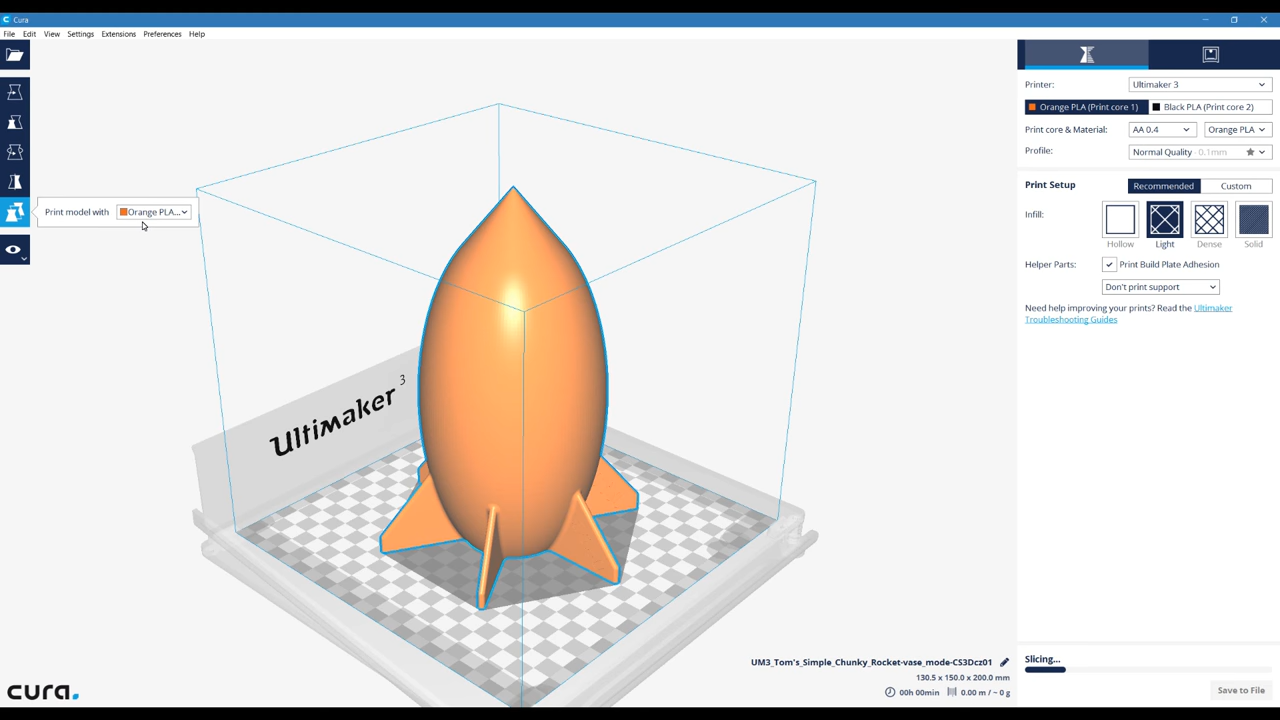 Cura
File Edit View Settings Extensions Preferences Help
Printer: Ultimaker 3
Orange PLA (Print core 1) Black PLA (Print core 2)
Print core & Material: AA 0.4 Orange PLA
Profile: Normal Quality - 0.1mm
Print Setup Recommended Custom
Print model with Orange PLA...
Infill:
Hollow Light Dense Solid
Helper Parts: Print Build Plate Adhesion
Don't print support
Need help improving your prints? Read the Ultimaker
Troubleshooting Guides
Ultimaker 3
UM3_Tom's_Simple_Chunky_Rocket-vase_mode-CS3Dcz01
130.5 x 150.0 x 200.0 mm
00h 00min 0.00 m / ~ 0 g
Slicing...
Save to File
cura.